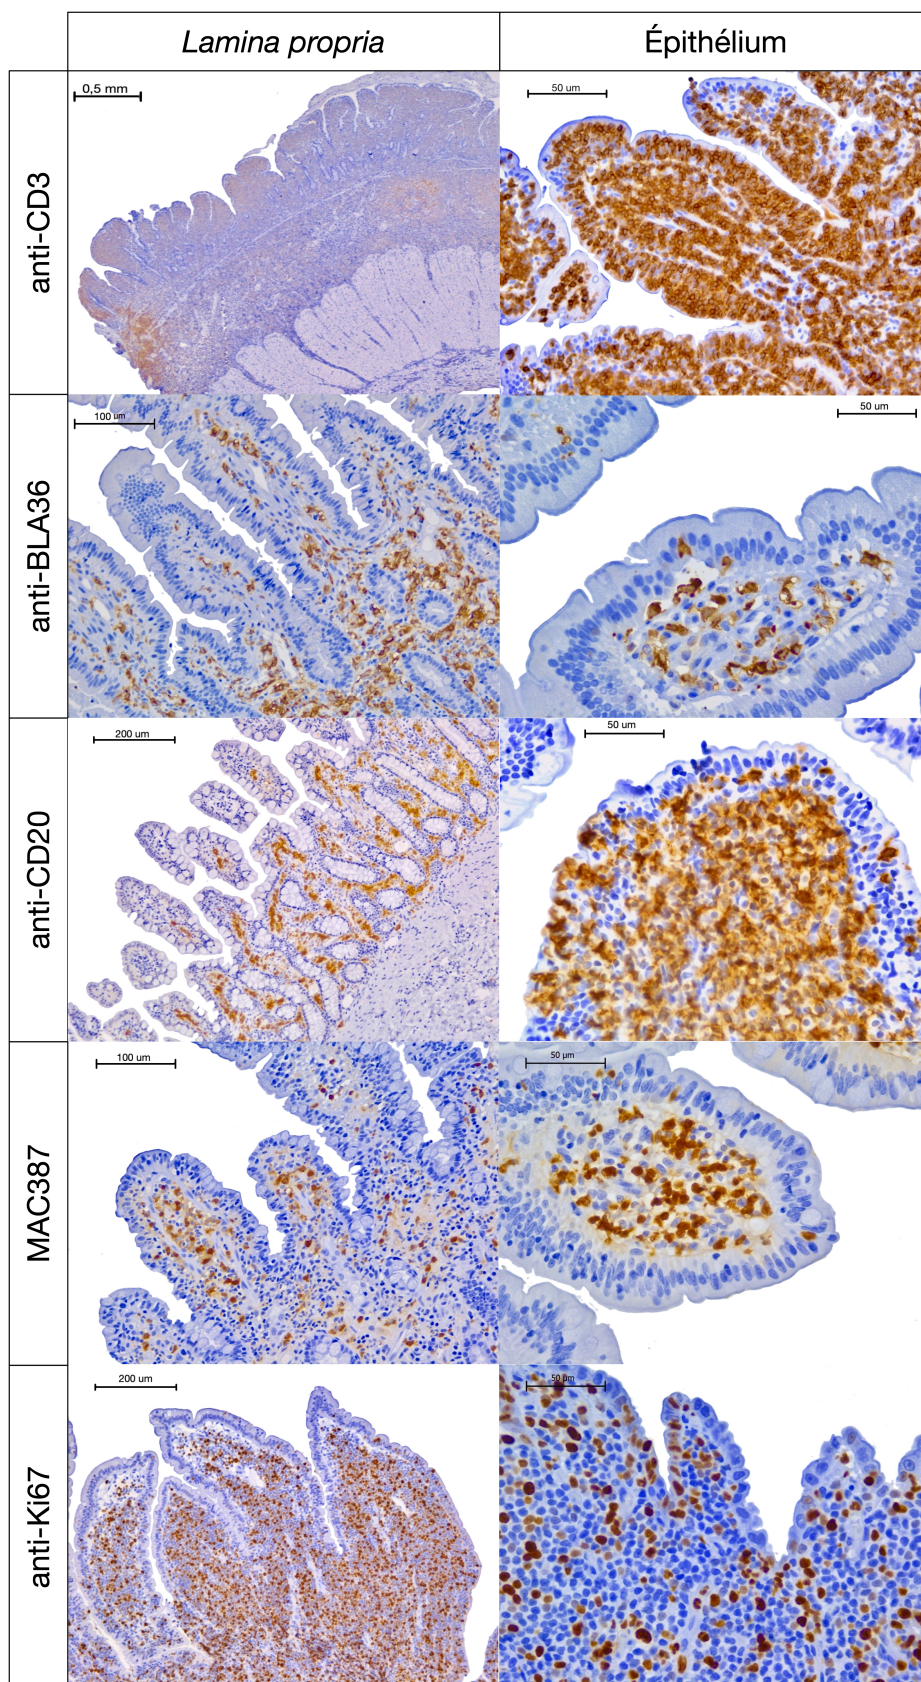 Lamina propria
Épithélium
anti-CD3
0,5 mm
50 um
anti-BLA36
100 um
50 um
anti-CD20
200 um
50 um
MAC387
100 um
50 µm
anti-Ki67
200 um
50 µm